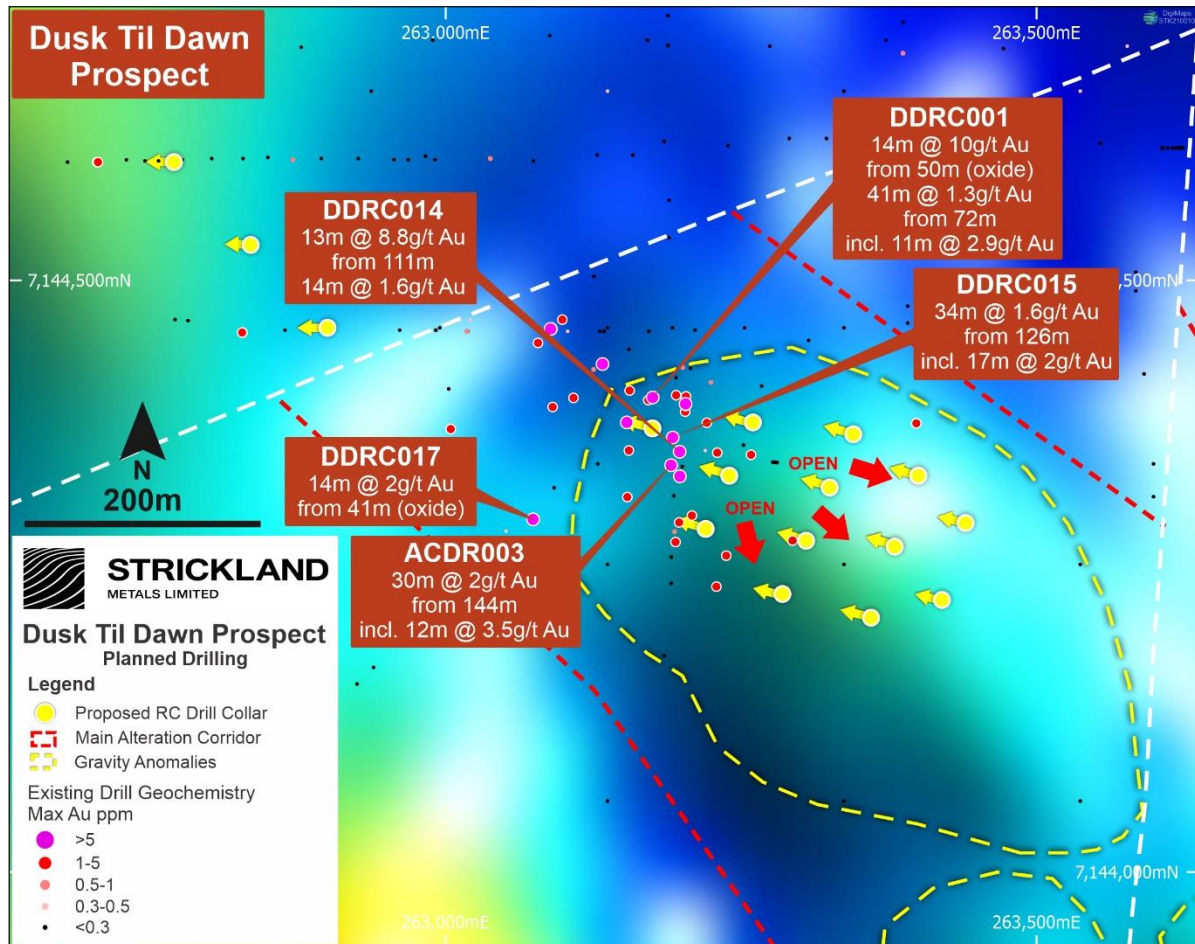 Dusk Til Dawn
Prospect
263,000mE
263,500mE
DigiMaps
DDRC001
14m @ 10g/t Au
from 50m (oxide)
41m @ 1.3g/t Au
from 72m
incl. 11m @ 2.9g/t Au
DDRC014
13m @ 8.8g/t Au
from 111m
14m @ 1.6g/t Au
7,144,500mN
500mN
DDRC015
34m @ 1.6g/t Au
from 126m
incl. 17m @ 2g/t Au
N
200m
DDRC017
14m @ 2g/t Au
from 41m (oxide)
OPEN
OPEN
ACDR003
30m @ 2g/t Au
from 144m
incl. 12m @ 3.5g/t Au
STRICKLAND
METALS LIMITED
Dusk Til Dawn Prospect
Planned Drilling
Legend
Proposed RC Drill Collar
Main Alteration Corridor
Gravity Anomalies
Existing Drill Geochemistry
Max Au ppm
>5
1-5
0.5-1
0.3-0.5
<0.3
7,144,000mN
263,000mE
263,500mE